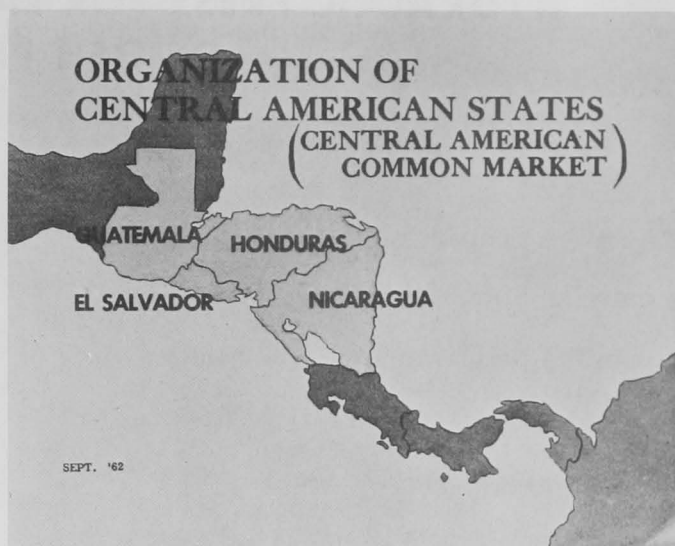 ORGANIZATION OF
CENTRAL AMERICAN STATES
(CENTRAL AMERICAN
COMMON MARKET)
GUATEMALA
HONDURAS
EL SALVADOR
NICARAGUA
SEPT. '62